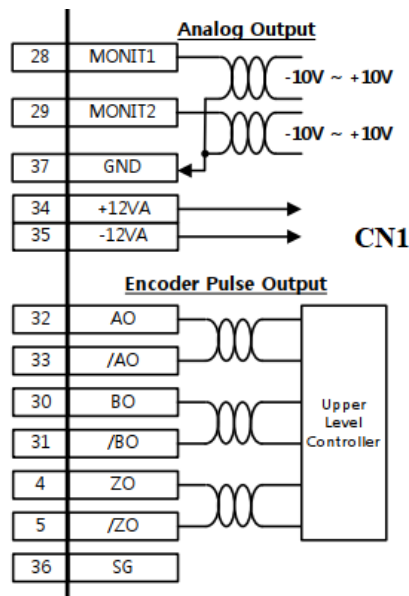 Analog Output
28 MONIT1
-10V ~ +10V
29 MONIT2
-10V ~ +10V
37 GND
34 +12VA
35 -12VA
CN1
Encoder Pulse Output
32 AO
33 /AO
30 BO
31 /BO
4 ZO
5 /ZO
36 SG
Upper
Level
Controller